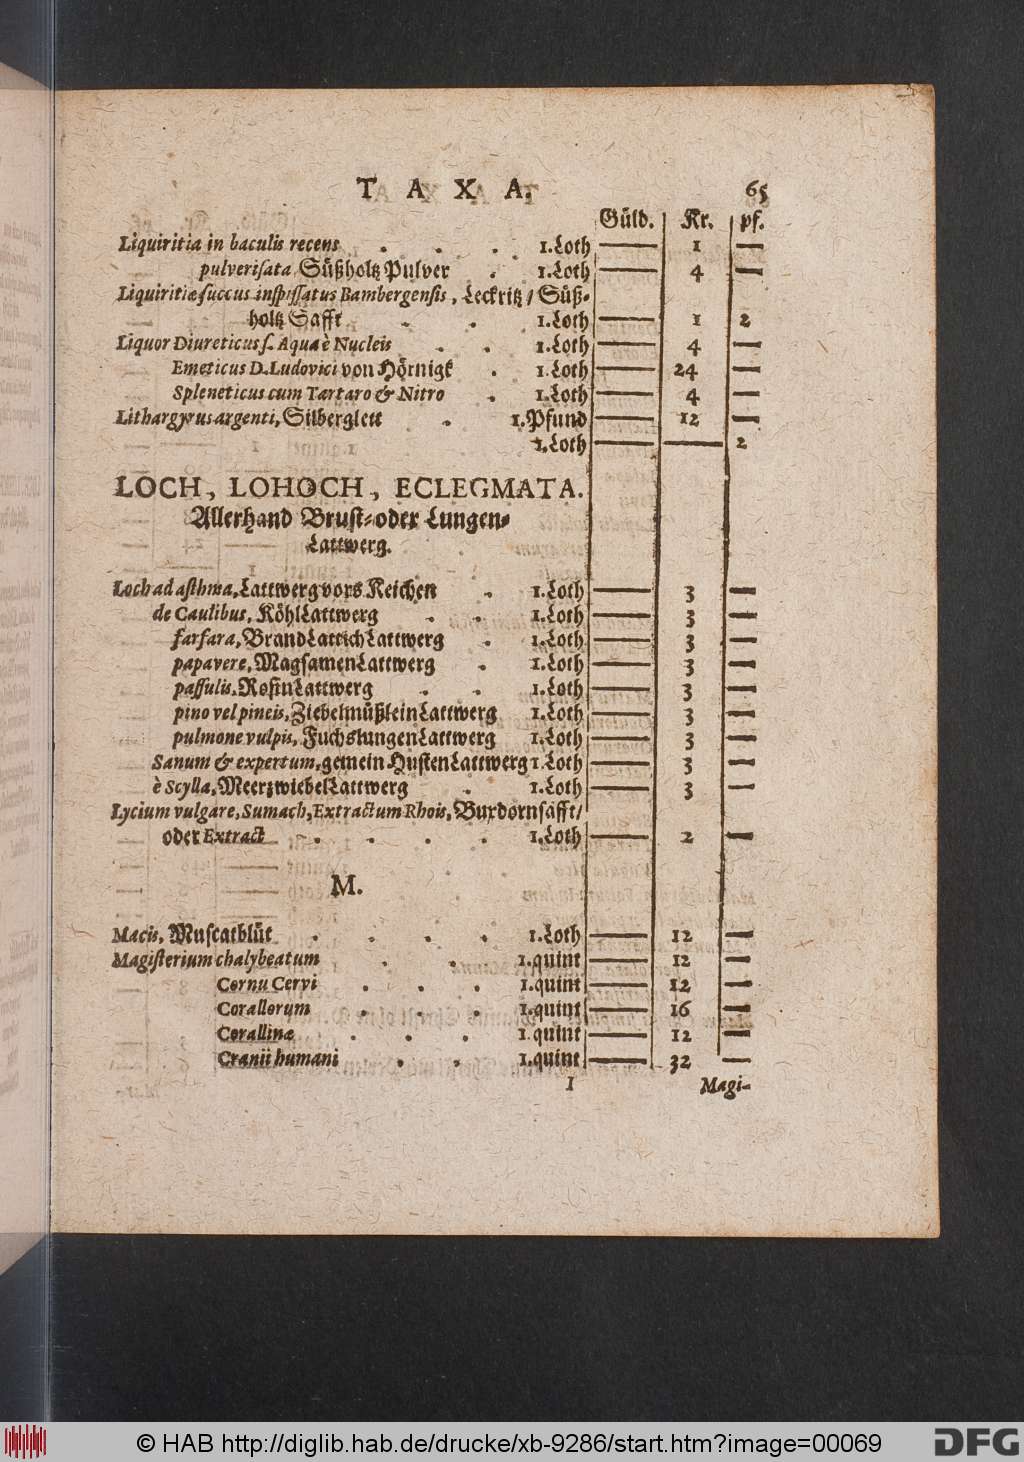 T A X A. 65
Güld. Kr. pf.
Liquiritia in baculis recens . . . 1. Loth — 1 —
pulverisata Süßholtz Pulver . 1. Loth — 4 —
Liquiritiæ succus inspissatus Bambergensis, Leckritz / Süß-
holtz Safft . . 1. Loth — 1 2
Liquor Diureticus s. Aqua è Nucleis . . 1. Loth — 4 —
Emeticus D. Ludovici von Hörnigk . 1. Loth — 24 —
Spleneticus cum Tartaro & Nitro . 1. Loth — 4 —
Lithargyrus argenti, Silberglett . 1. Pfund — 12 —
1. Loth — — 2
LOCH, LOHOCH, ECLEGMATA.
Allerhand Brust- oder Lungen-
Lattwerg.
Loch ad asthma, Lattwerg vors Keichen . 1. Loth — 3 —
de Caulibus, Köhl Lattwerg . . 1. Loth — 3 —
farfara, Brand Lattich Lattwerg . 1. Loth — 3 —
papavere, Magsamen Lattwerg . 1. Loth — 3 —
passulis, Rosin Lattwerg . . 1. Loth — 3 —
pino vel pineis, Ziebelnüßlein Lattwerg 1. Loth — 3 —
pulmone vulpis, Fuchslungen Lattwerg 1. Loth — 3 —
Sanum & expertum, gemein Husten Lattwerg 1. Loth — 3 —
è Scylla, Meerzwiebel Lattwerg . 1. Loth — 3 —
Lycium vulgare, Sumach, Extractum Rhois, Burdornsäfft /
oder Extract . . . . 1. Loth — 2 —
M.
Macis, Muscatblüt . . . . 1. Loth — 12 —
Magisterium chalybeatum . . 1. quint — 12 —
Cornu Cervi . . . 1. quint — 12 —
Corallorum . . . 1. quint — 16 —
Corallinæ . . . 1. quint — 12 —
Cranii humani . . 1. quint — 32 —
I Magi-
© HAB http://diglib.hab.de/drucke/xb-9286/start.htm?image=00069 DFG